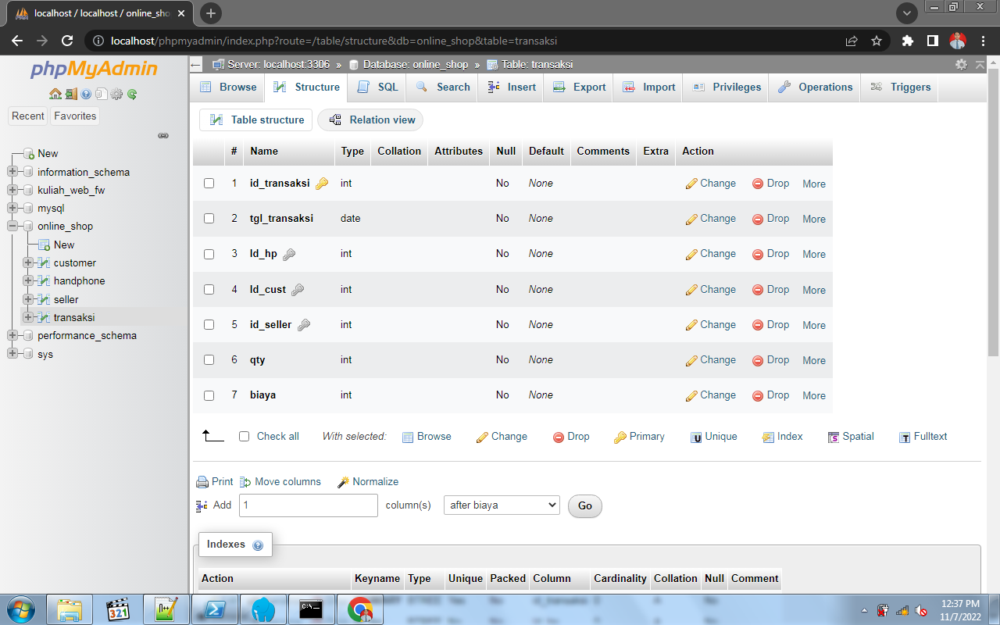 localhost / localhost / online_sho
localhost/phpmyadmin/index.php?route=/table/structure&db=online_shop&table=transaksi
phpMyAdmin
Recent Favorites
New
information_schema
kuliah_web_fw
mysql
online_shop
New
customer
handphone
seller
transaksi
performance_schema
sys
Server: localhost:3306 » Database: online_shop » Table: transaksi
Browse Structure SQL Search Insert Export Import Privileges Operations Triggers
Table structure Relation view
# Name Type Collation Attributes Null Default Comments Extra Action
1 id_transaksi int No None Change Drop More
2 tgl_transaksi date No None Change Drop More
3 Id_hp int No None Change Drop More
4 Id_cust int No None Change Drop More
5 id_seller int No None Change Drop More
6 qty int No None Change Drop More
7 biaya int No None Change Drop More
Check all With selected: Browse Change Drop Primary Unique Index Spatial Fulltext
Print Move columns Normalize
Add 1 column(s) after biaya Go
Indexes
Action Keyname Type Unique Packed Column Cardinality Collation Null Comment
12:37 PM
11/7/2022